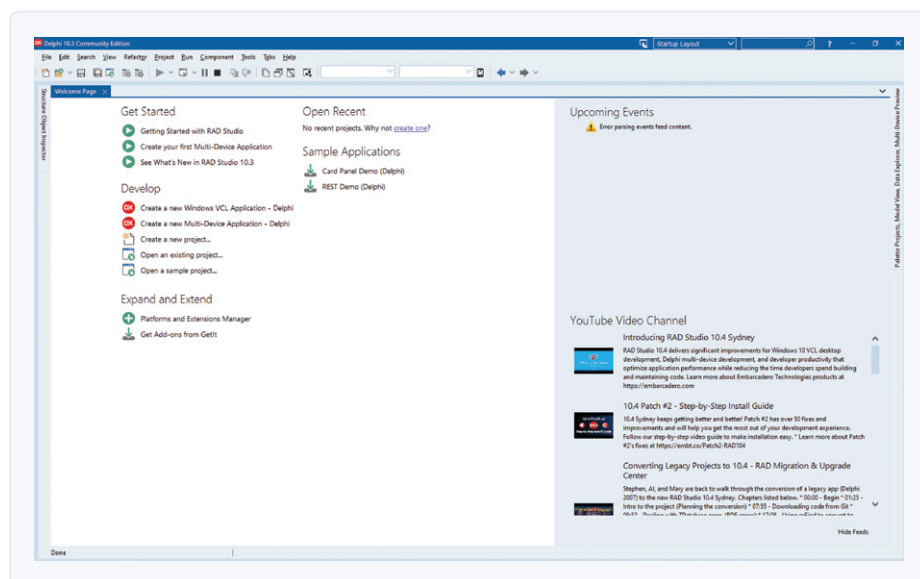 Delphi 10.3 Community Edition
Startup Layout
File Edit Search View Refactor Project Run Component Tools Tabs Help
Welcome Page
Structure Object Inspector
Get Started
Getting Started with RAD Studio
Create your first Multi-Device Application
See What's New in RAD Studio 10.3
Develop
Create a new Windows VCL Application - Delphi
Create a new Multi-Device Application - Delphi
Create a new project...
Open an existing project...
Open a sample project...
Expand and Extend
Platforms and Extensions Manager
Get Add-ons from GetIt
Open Recent
No recent projects. Why not create one?
Sample Applications
Card Panel Demo (Delphi)
REST Demo (Delphi)
Upcoming Events
Error parsing events feed content.
YouTube Video Channel
Introducing RAD Studio 10.4 Sydney
RAD Studio 10.4 delivers significant improvements for Windows 10 VCL desktop
development, Delphi multi-device development, and developer productivity that
optimize application performance while reducing the time developers spend building
and maintaining code. Learn more about Embarcadero Technologies products at
https://embarcadero.com
10.4 Patch #2 - Step-by-Step Install Guide
10.4 Sydney keeps getting better and better! Patch #2 has over 50 fixes and
improvements and will help you get the most out of your development experience.
Follow our step-by-step video guide to make installation easy. * Learn more about Patch
#2's fixes at https://embt.co/Patch2-RAD104
Converting Legacy Projects to 10.4 - RAD Migration & Upgrade
Center
Stephen, Al, and Mary are back to walk through the conversion of a legacy app (Delphi
2007) to the new RAD Studio 10.4 Sydney. Chapters listed below. * 00:00 - Begin * 01:23 -
Intro to the project (Planning the conversion) * 07:55 - Downloading code from Git *
Hide Feeds
Palette Projects, Model View, Data Explorer, Multi-Device Preview
Done